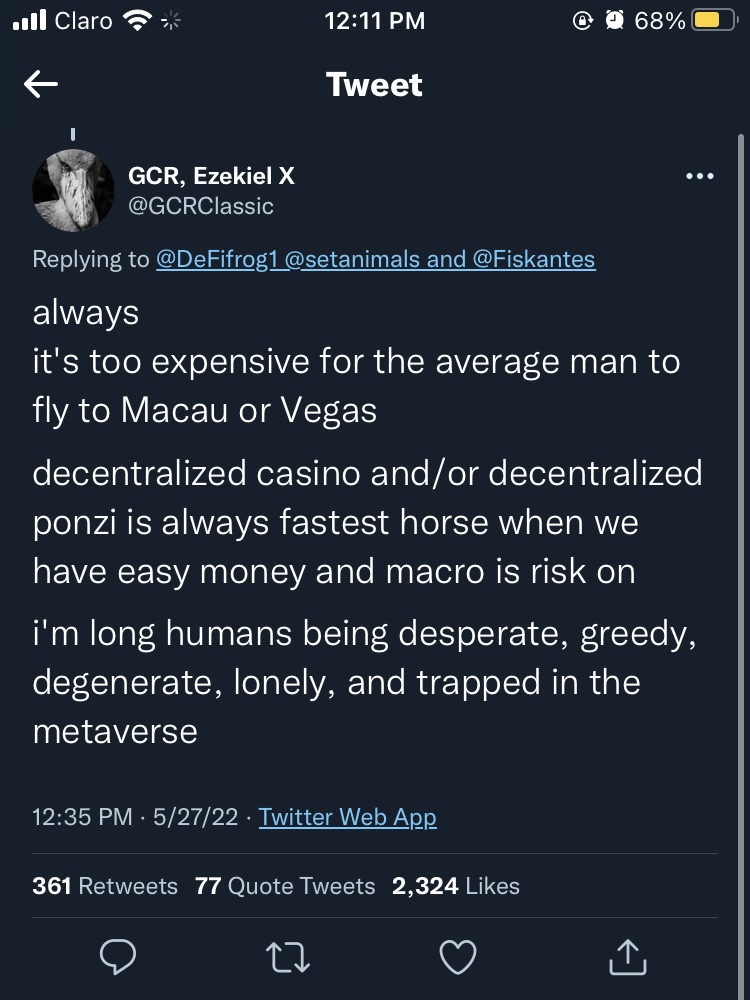 Claro 12:11 PM 68%
Tweet
GCR, Ezekiel X
@GCRClassic
Replying to @DeFifrog1 @setanimals and @Fiskantes
always
it's too expensive for the average man to
fly to Macau or Vegas
decentralized casino and/or decentralized
ponzi is always fastest horse when we
have easy money and macro is risk on
i'm long humans being desperate, greedy,
degenerate, lonely, and trapped in the
metaverse
12:35 PM · 5/27/22 · Twitter Web App
361 Retweets 77 Quote Tweets 2,324 Likes